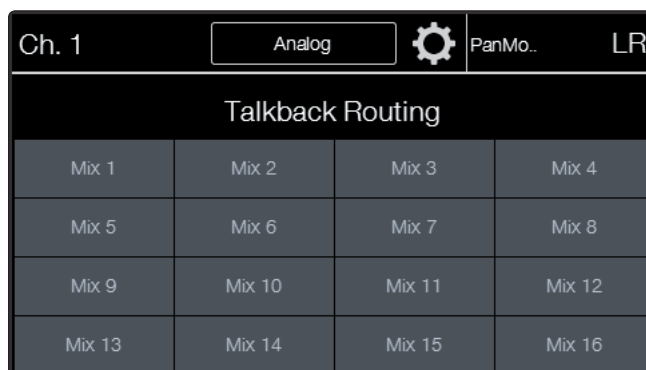 Ch. 1 Analog PanMo.. LR
Talkback Routing
Mix 1 Mix 2 Mix 3 Mix 4
Mix 5 Mix 6 Mix 7 Mix 8
Mix 9 Mix 10 Mix 11 Mix 12
Mix 13 Mix 14 Mix 15 Mix 16